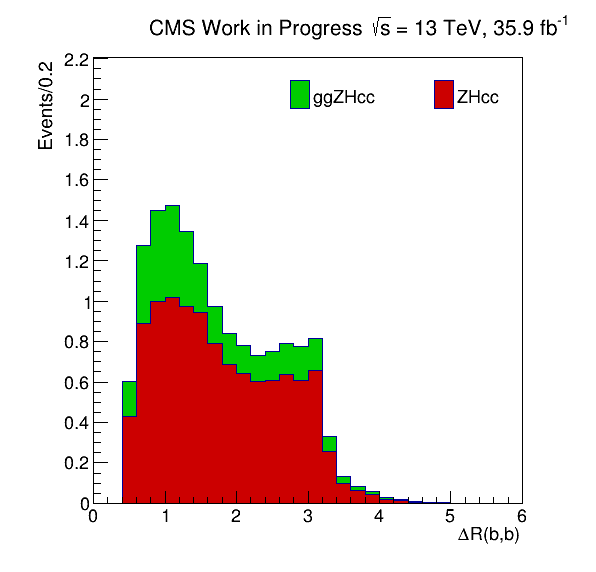 CMS Work in Progress √s = 13 TeV, 35.9 fb⁻¹
Events/0.2
2.2
2
1.8
1.6
1.4
1.2
1
0.8
0.6
0.4
0.2
0
ggZHcc ZHcc
0 1 2 3 4 5 6
ΔR(b,b)